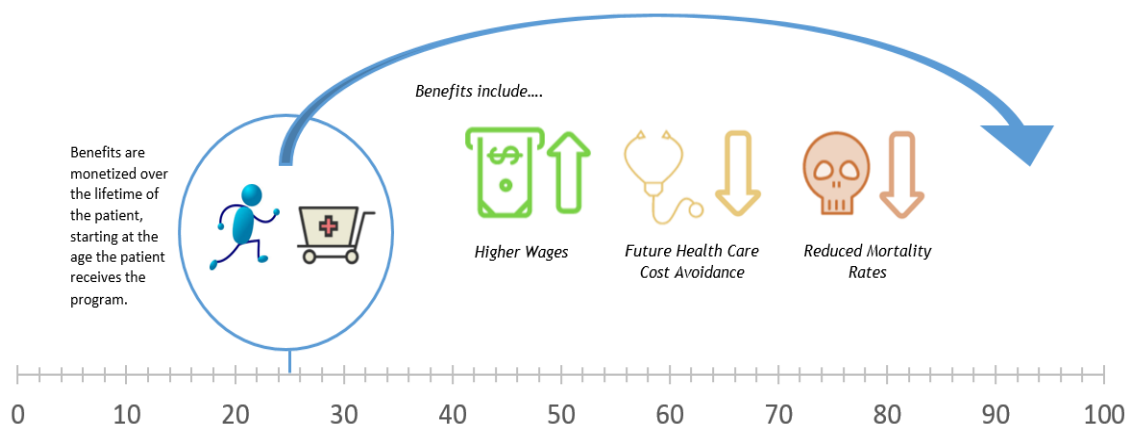 Benefits include....
Benefits are
monetized over
the lifetime of
the patient,
starting at the
age the patient
receives the
program.
$
Higher Wages
Future Health Care
Cost Avoidance
Reduced Mortality
Rates
0 10 20 30 40 50 60 70 80 90 100